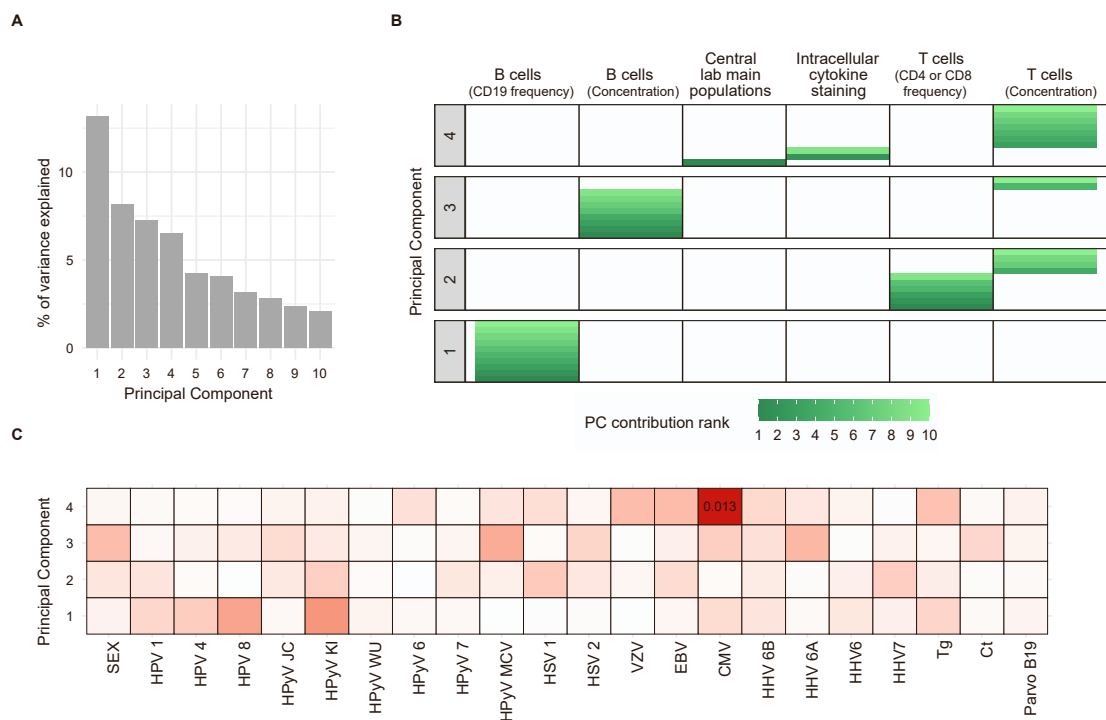 A
B
% of variance explained
10
5
0
1 2 3 4 5 6 7 8 9 10
Principal Component
B cells
(CD19 frequency)
B cells
(Concentration)
Central
lab main
populations
Intracellular
cytokine
staining
T cells
(CD4 or CD8
frequency)
T cells
(Concentration)
Principal Component
4
3
2
1
PC contribution rank
1 2 3 4 5 6 7 8 9 10
C
Principal Component
4
3
2
1
0.013
SEX
HPV 1
HPV 4
HPV 8
HPyV JC
HPyV KI
HPyV WU
HPyV 6
HPyV 7
HPyV MCV
HSV 1
HSV 2
VZV
EBV
CMV
HHV 6B
HHV 6A
HHV6
HHV7
Tg
Ct
Parvo B19